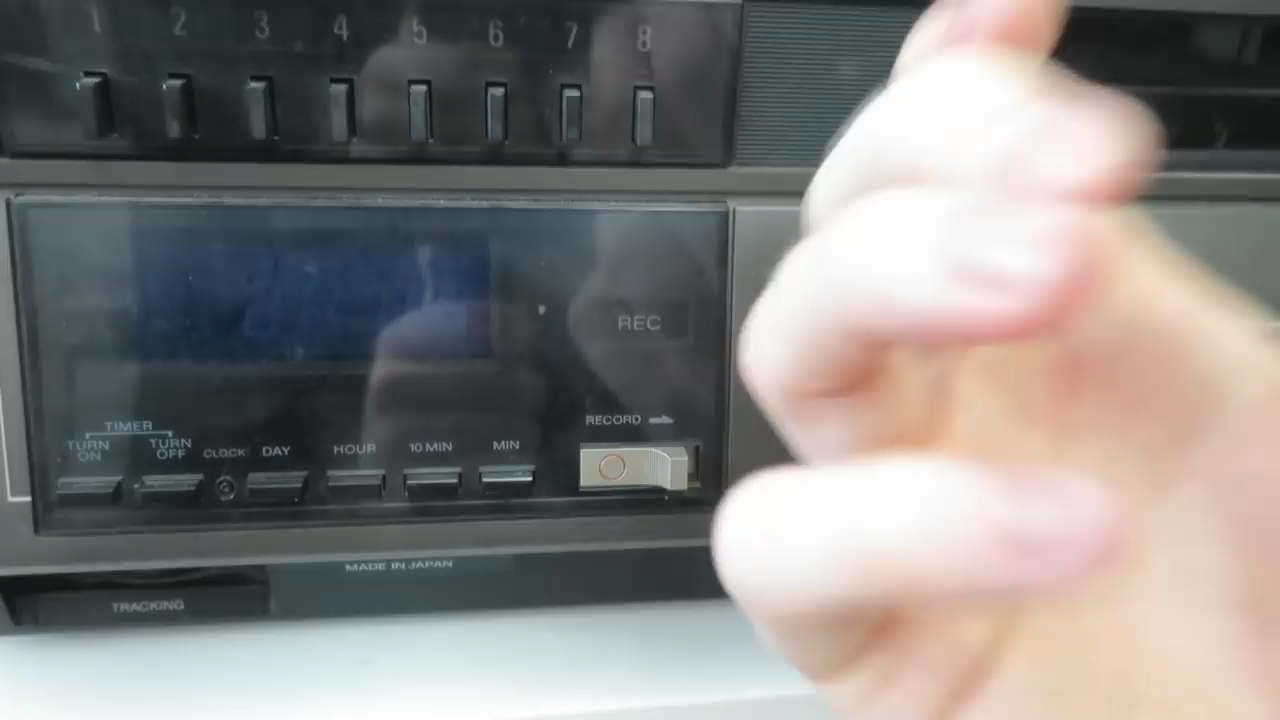 1 2 3 4 5 6 7 8
REC
RECORD
TIMER
TURN ON TURN OFF CLOCK DAY HOUR 10 MIN MIN
MADE IN JAPAN
TRACKING